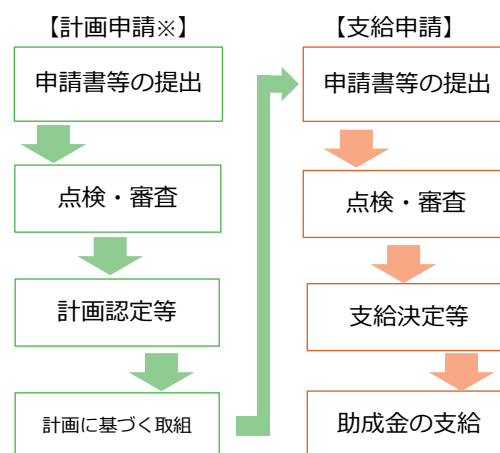 【計画申請※】
申請書等の提出
点検・審査
計画認定等
計画に基づく取組
【支給申請】
申請書等の提出
点検・審査
支給決定等
助成金の支給